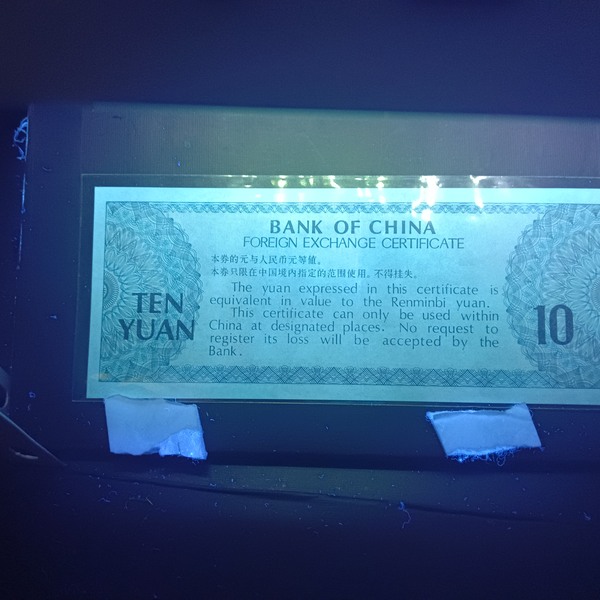 BANK OF CHINA
FOREIGN EXCHANGE CERTIFICATE
本券的元与人民币元等值。
本券只限在中国境内指定的范围使用，不得挂失。
The yuan expressed in this certificate is
equivalent in value to the Renminbi yuan.
This certificate can only be used within
China at designated places. No request to
register its loss will be accepted by the
Bank.
TEN
YUAN
10